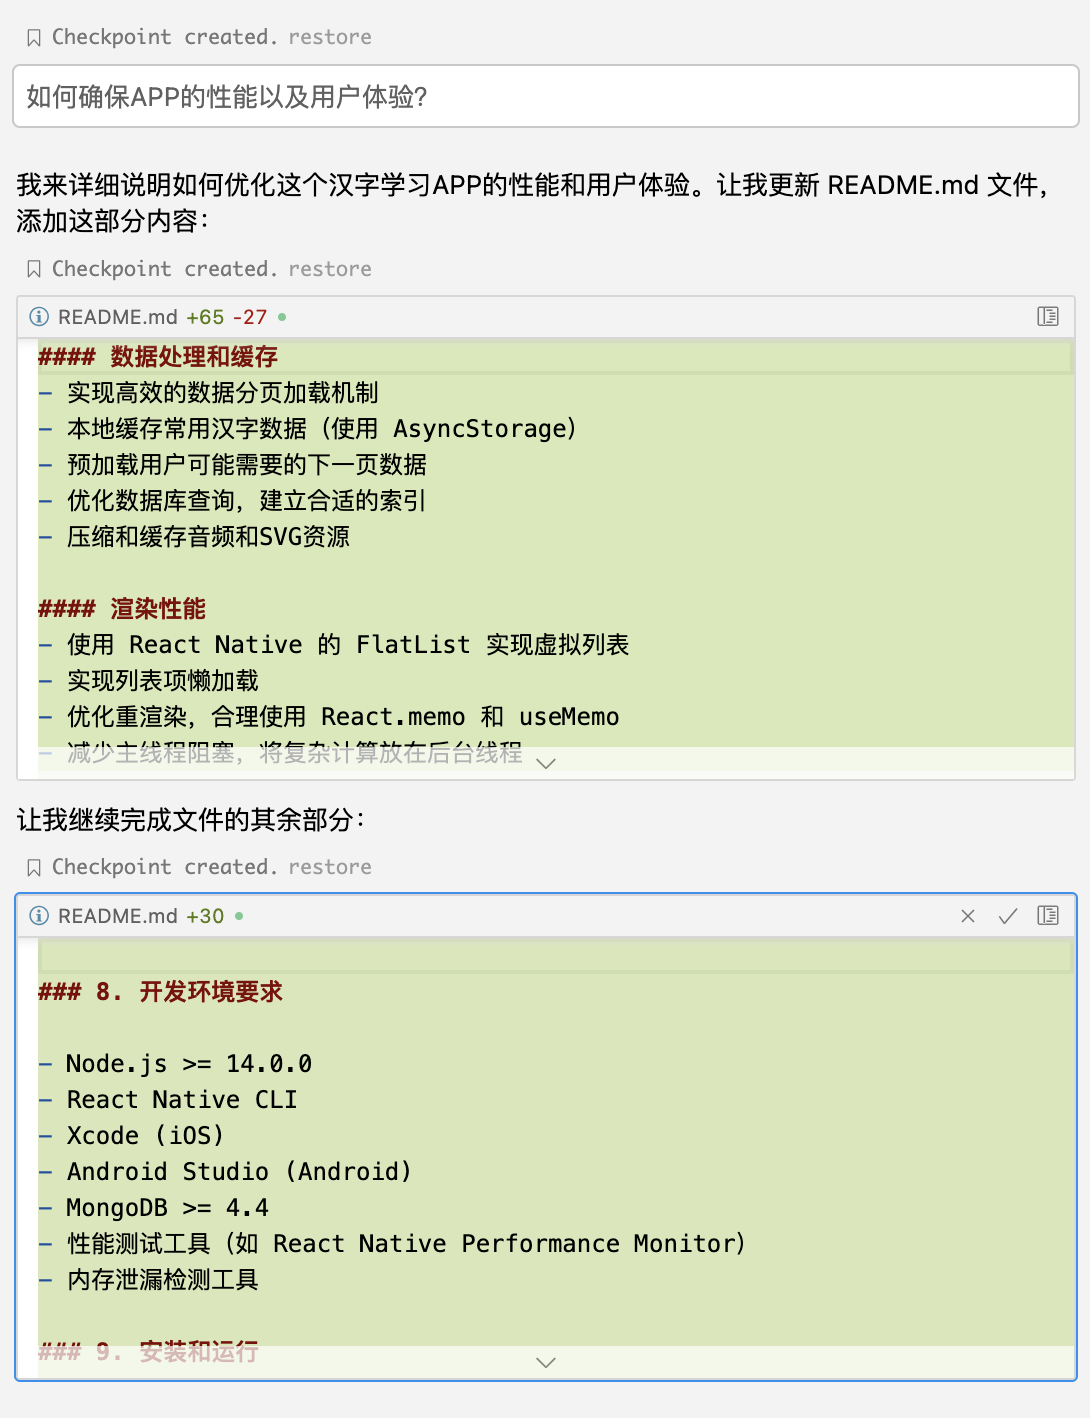 Checkpoint created. restore
如何确保APP的性能以及用户体验?
我来详细说明如何优化这个汉字学习APP的性能和用户体验。让我更新 README.md 文件,
添加这部分内容:
Checkpoint created. restore
README.md +65 -27
#### 数据处理和缓存
- 实现高效的数据分页加载机制
- 本地缓存常用汉字数据（使用 AsyncStorage）
- 预加载用户可能需要的下一页数据
- 优化数据库查询，建立合适的索引
- 压缩和缓存音频和SVG资源
#### 渲染性能
- 使用 React Native 的 FlatList 实现虚拟列表
- 实现列表项懒加载
- 优化重渲染，合理使用 React.memo 和 useMemo
- 减少主线程阻塞，将复杂计算放在后台线程
让我继续完成文件的其余部分:
Checkpoint created. restore
README.md +30
### 8. 开发环境要求
- Node.js >= 14.0.0
- React Native CLI
- Xcode (iOS)
- Android Studio (Android)
- MongoDB >= 4.4
- 性能测试工具（如 React Native Performance Monitor）
- 内存泄漏检测工具
### 9. 安装和运行